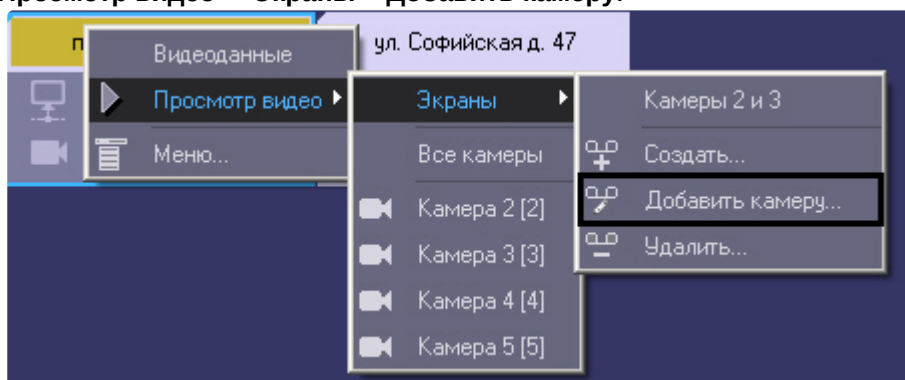 Просмотр видео Экраны Добавить камеру.
п
ул. Софийская д. 47
Видеоданные
Просмотр видео
Меню...
Экраны
Все камеры
Камера 2 [2]
Камера 3 [3]
Камера 4 [4]
Камера 5 [5]
Камеры 2 и 3
Создать...
Добавить камеру...
Удалить...